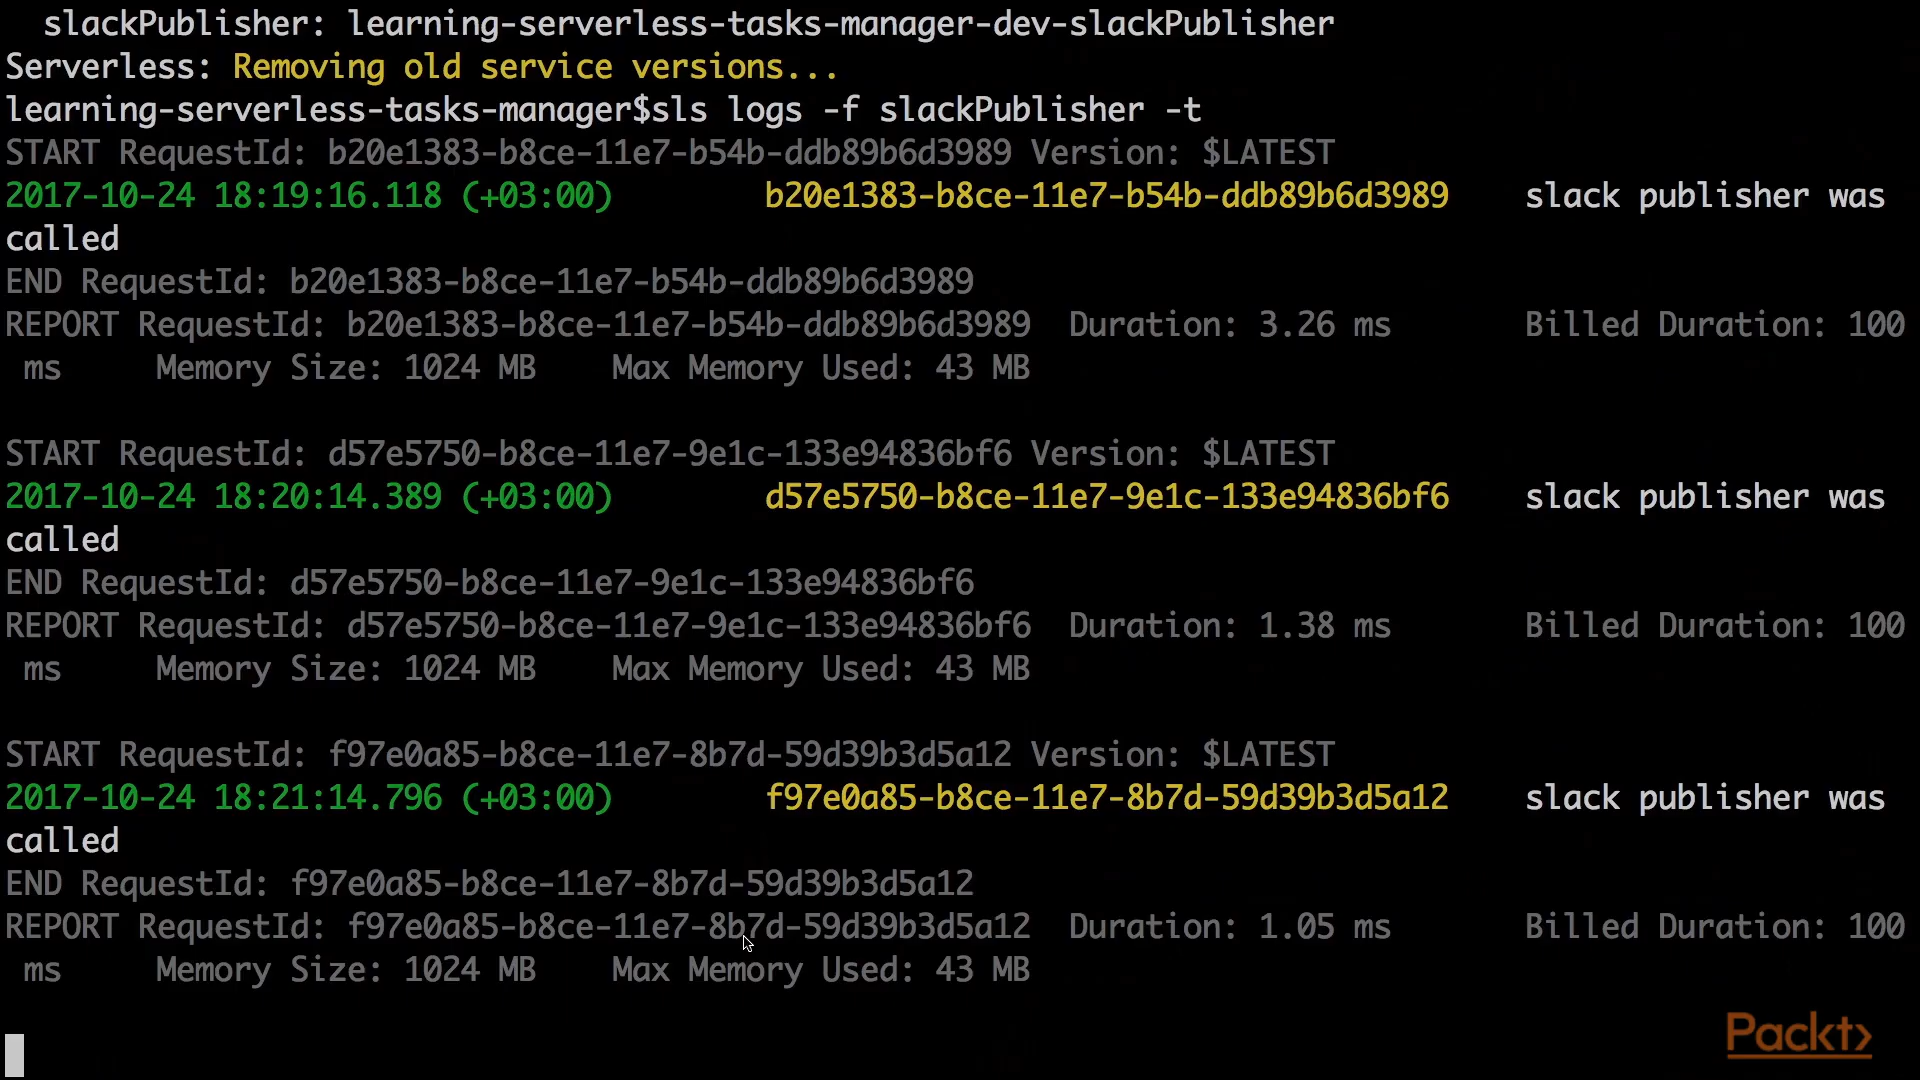 slackPublisher: learning-serverless-tasks-manager-dev-slackPublisher
Serverless: Removing old service versions...
learning-serverless-tasks-manager$sls logs -f slackPublisher -t
START RequestId: b20e1383-b8ce-11e7-b54b-ddb89b6d3989 Version: $LATEST
2017-10-24 18:19:16.118 (+03:00) b20e1383-b8ce-11e7-b54b-ddb89b6d3989 slack publisher was
called
END RequestId: b20e1383-b8ce-11e7-b54b-ddb89b6d3989
REPORT RequestId: b20e1383-b8ce-11e7-b54b-ddb89b6d3989 Duration: 3.26 ms Billed Duration: 100
ms Memory Size: 1024 MB Max Memory Used: 43 MB
START RequestId: d57e5750-b8ce-11e7-9e1c-133e94836bf6 Version: $LATEST
2017-10-24 18:20:14.389 (+03:00) d57e5750-b8ce-11e7-9e1c-133e94836bf6 slack publisher was
called
END RequestId: d57e5750-b8ce-11e7-9e1c-133e94836bf6
REPORT RequestId: d57e5750-b8ce-11e7-9e1c-133e94836bf6 Duration: 1.38 ms Billed Duration: 100
ms Memory Size: 1024 MB Max Memory Used: 43 MB
START RequestId: f97e0a85-b8ce-11e7-8b7d-59d39b3d5a12 Version: $LATEST
2017-10-24 18:21:14.796 (+03:00) f97e0a85-b8ce-11e7-8b7d-59d39b3d5a12 slack publisher was
called
END RequestId: f97e0a85-b8ce-11e7-8b7d-59d39b3d5a12
REPORT RequestId: f97e0a85-b8ce-11e7-8b7d-59d39b3d5a12 Duration: 1.05 ms Billed Duration: 100
ms Memory Size: 1024 MB Max Memory Used: 43 MB
Packt>